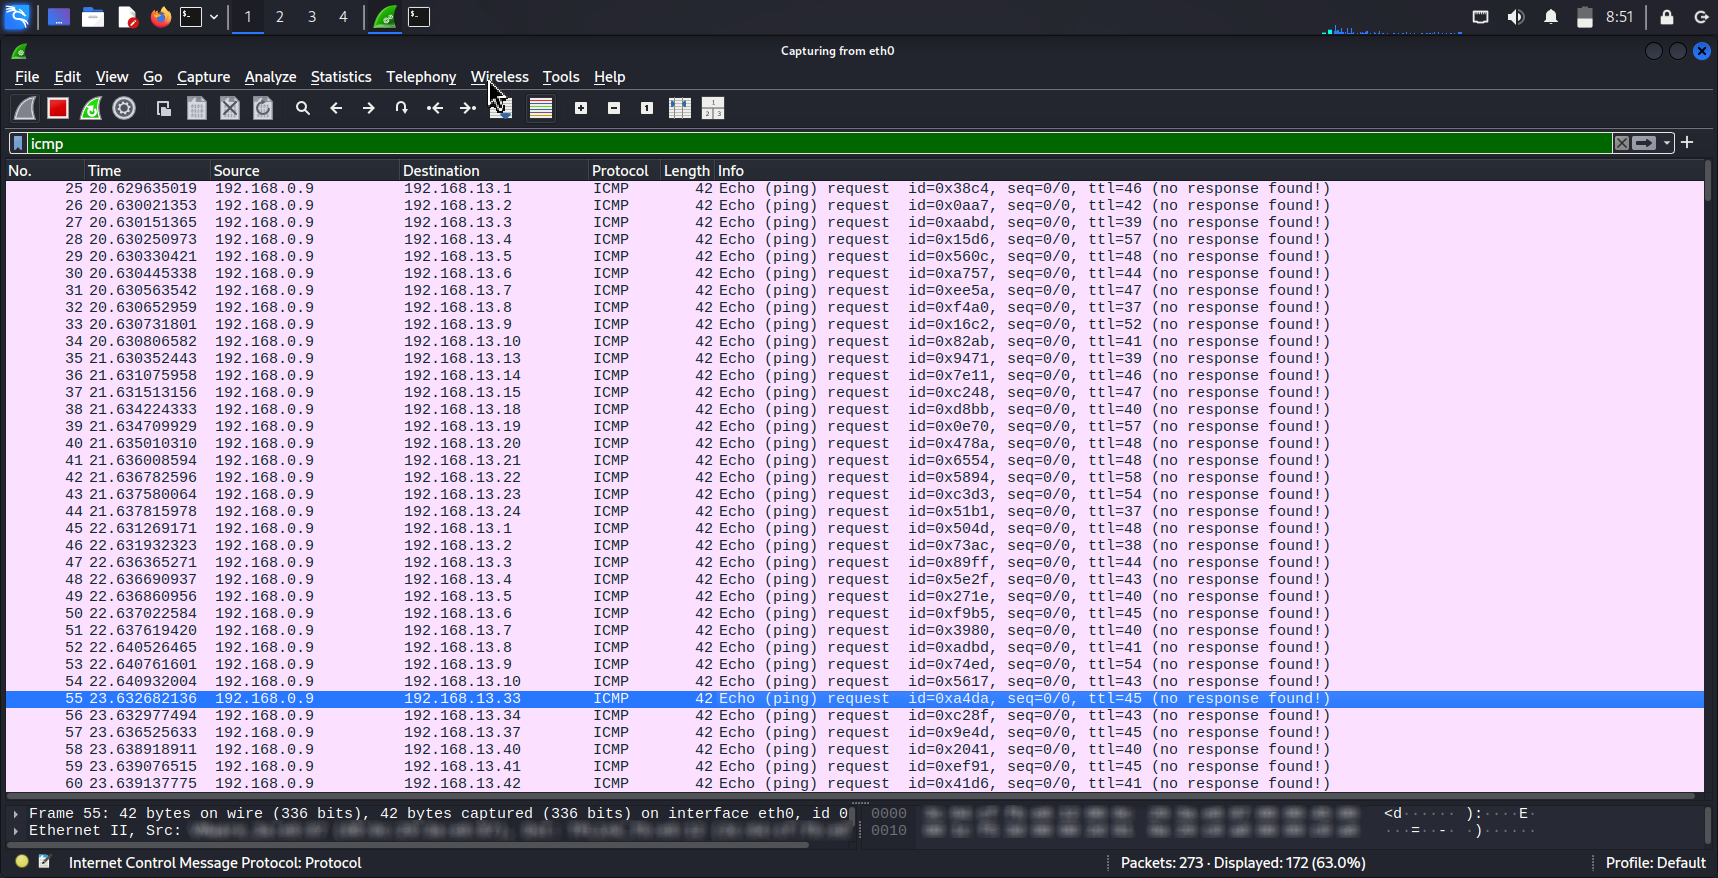 1 2 3 4 8:51
Capturing from eth0
File Edit View Go Capture Analyze Statistics Telephony Wireless Tools Help
icmp
No. Time Source Destination Protocol Length Info
25 20.629635019 192.168.0.9 192.168.13.1 ICMP 42 Echo (ping) request id=0x38c4, seq=0/0, ttl=46 (no response found!)
26 20.630021353 192.168.0.9 192.168.13.2 ICMP 42 Echo (ping) request id=0x0aa7, seq=0/0, ttl=42 (no response found!)
27 20.630151365 192.168.0.9 192.168.13.3 ICMP 42 Echo (ping) request id=0xaabd, seq=0/0, ttl=39 (no response found!)
28 20.630250973 192.168.0.9 192.168.13.4 ICMP 42 Echo (ping) request id=0x15d6, seq=0/0, ttl=57 (no response found!)
29 20.630330421 192.168.0.9 192.168.13.5 ICMP 42 Echo (ping) request id=0x560c, seq=0/0, ttl=48 (no response found!)
30 20.630445338 192.168.0.9 192.168.13.6 ICMP 42 Echo (ping) request id=0xa757, seq=0/0, ttl=44 (no response found!)
31 20.630563542 192.168.0.9 192.168.13.7 ICMP 42 Echo (ping) request id=0xee5a, seq=0/0, ttl=47 (no response found!)
32 20.630652959 192.168.0.9 192.168.13.8 ICMP 42 Echo (ping) request id=0xf4a0, seq=0/0, ttl=37 (no response found!)
33 20.630731801 192.168.0.9 192.168.13.9 ICMP 42 Echo (ping) request id=0x16c2, seq=0/0, ttl=52 (no response found!)
34 20.630806582 192.168.0.9 192.168.13.10 ICMP 42 Echo (ping) request id=0x82ab, seq=0/0, ttl=41 (no response found!)
35 21.630352443 192.168.0.9 192.168.13.13 ICMP 42 Echo (ping) request id=0x9471, seq=0/0, ttl=39 (no response found!)
36 21.631075958 192.168.0.9 192.168.13.14 ICMP 42 Echo (ping) request id=0x7e11, seq=0/0, ttl=46 (no response found!)
37 21.631513156 192.168.0.9 192.168.13.15 ICMP 42 Echo (ping) request id=0xc248, seq=0/0, ttl=47 (no response found!)
38 21.634224333 192.168.0.9 192.168.13.18 ICMP 42 Echo (ping) request id=0xd8bb, seq=0/0, ttl=40 (no response found!)
39 21.634709929 192.168.0.9 192.168.13.19 ICMP 42 Echo (ping) request id=0x0e70, seq=0/0, ttl=57 (no response found!)
40 21.635010310 192.168.0.9 192.168.13.20 ICMP 42 Echo (ping) request id=0x478a, seq=0/0, ttl=48 (no response found!)
41 21.636008594 192.168.0.9 192.168.13.21 ICMP 42 Echo (ping) request id=0x6554, seq=0/0, ttl=48 (no response found!)
42 21.636782596 192.168.0.9 192.168.13.22 ICMP 42 Echo (ping) request id=0x5894, seq=0/0, ttl=58 (no response found!)
43 21.637580064 192.168.0.9 192.168.13.23 ICMP 42 Echo (ping) request id=0xc3d3, seq=0/0, ttl=54 (no response found!)
44 21.637815978 192.168.0.9 192.168.13.24 ICMP 42 Echo (ping) request id=0x51b1, seq=0/0, ttl=37 (no response found!)
45 22.631269171 192.168.0.9 192.168.13.1 ICMP 42 Echo (ping) request id=0x504d, seq=0/0, ttl=48 (no response found!)
46 22.631932323 192.168.0.9 192.168.13.2 ICMP 42 Echo (ping) request id=0x73ac, seq=0/0, ttl=38 (no response found!)
47 22.636365271 192.168.0.9 192.168.13.3 ICMP 42 Echo (ping) request id=0x89ff, seq=0/0, ttl=44 (no response found!)
48 22.636690937 192.168.0.9 192.168.13.4 ICMP 42 Echo (ping) request id=0x5e2f, seq=0/0, ttl=43 (no response found!)
49 22.636860956 192.168.0.9 192.168.13.5 ICMP 42 Echo (ping) request id=0x271e, seq=0/0, ttl=40 (no response found!)
50 22.637022584 192.168.0.9 192.168.13.6 ICMP 42 Echo (ping) request id=0xf9b5, seq=0/0, ttl=45 (no response found!)
51 22.637619420 192.168.0.9 192.168.13.7 ICMP 42 Echo (ping) request id=0x3980, seq=0/0, ttl=40 (no response found!)
52 22.640526465 192.168.0.9 192.168.13.8 ICMP 42 Echo (ping) request id=0xadbd, seq=0/0, ttl=41 (no response found!)
53 22.640761601 192.168.0.9 192.168.13.9 ICMP 42 Echo (ping) request id=0x74ed, seq=0/0, ttl=54 (no response found!)
54 22.640932004 192.168.0.9 192.168.13.10 ICMP 42 Echo (ping) request id=0x5617, seq=0/0, ttl=43 (no response found!)
55 23.632682136 192.168.0.9 192.168.13.33 ICMP 42 Echo (ping) request id=0xa4da, seq=0/0, ttl=45 (no response found!)
56 23.632977494 192.168.0.9 192.168.13.34 ICMP 42 Echo (ping) request id=0xc28f, seq=0/0, ttl=43 (no response found!)
57 23.636525633 192.168.0.9 192.168.13.37 ICMP 42 Echo (ping) request id=0x9e4d, seq=0/0, ttl=45 (no response found!)
58 23.638918911 192.168.0.9 192.168.13.40 ICMP 42 Echo (ping) request id=0x2041, seq=0/0, ttl=40 (no response found!)
59 23.639076515 192.168.0.9 192.168.13.41 ICMP 42 Echo (ping) request id=0xef91, seq=0/0, ttl=45 (no response found!)
60 23.639137775 192.168.0.9 192.168.13.42 ICMP 42 Echo (ping) request id=0x41d6, seq=0/0, ttl=41 (no response found!)
Frame 55: 42 bytes on wire (336 bits), 42 bytes captured (336 bits) on interface eth0, id 0
Ethernet II, Src:
0000 <d······ ):····E·
0010 ···=··-· ·)······
Internet Control Message Protocol: Protocol Packets: 273 · Displayed: 172 (63.0%) Profile: Default